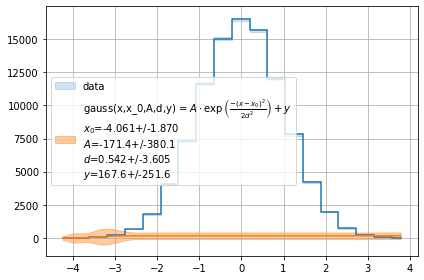 15000
12500
10000
7500
5000
2500
0
data
gauss(x,x_0,A,d,y) = A · exp (−(x − x₀)² / 2d²) + y
x₀=-4.061+/-1.870
A=-171.4+/-380.1
d=0.542+/-3.605
y=167.6+/-251.6
−4 −3 −2 −1 0 1 2 3 4